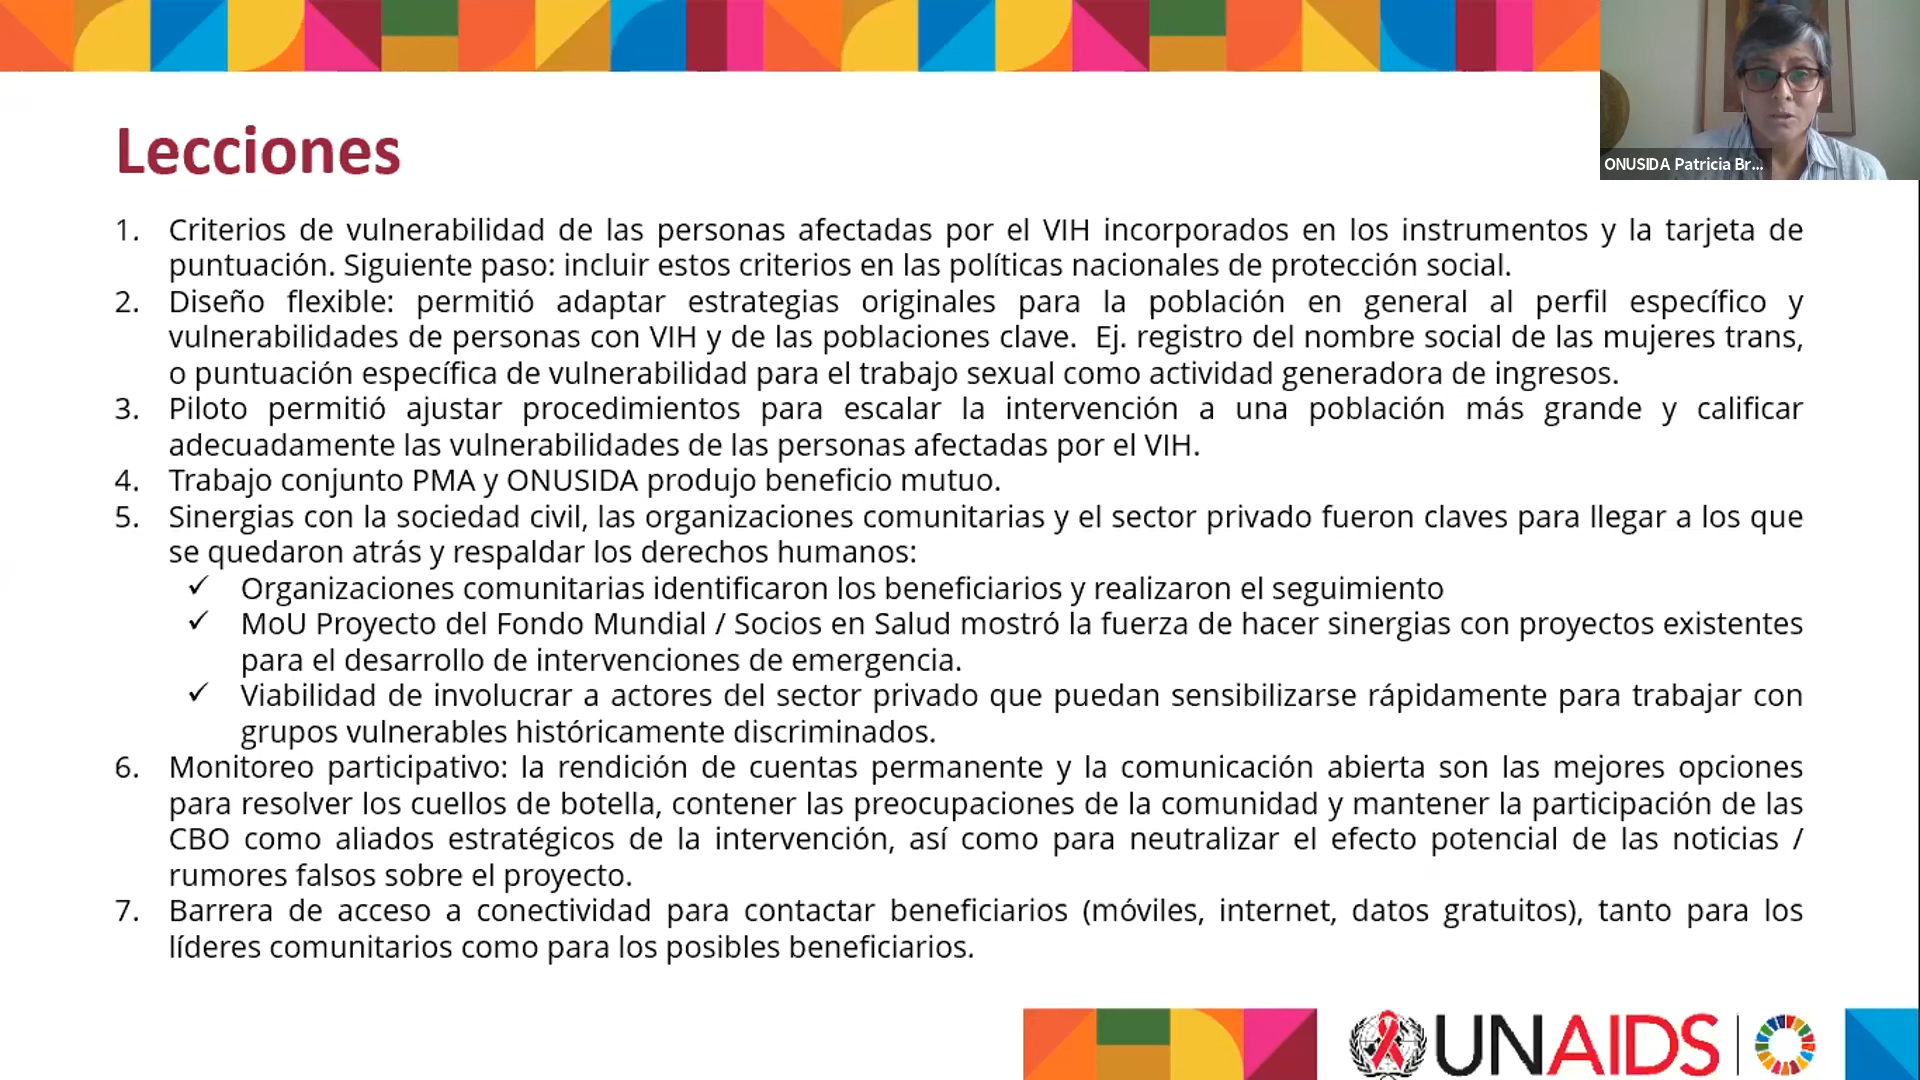 ONUSIDA Patricia Br...
Lecciones
1. Criterios de vulnerabilidad de las personas afectadas por el VIH incorporados en los instrumentos y la tarjeta de
puntuación. Siguiente paso: incluir estos criterios en las políticas nacionales de protección social.
2. Diseño flexible: permitió adaptar estrategias originales para la población en general al perfil específico y
vulnerabilidades de personas con VIH y de las poblaciones clave. Ej. registro del nombre social de las mujeres trans,
o puntuación específica de vulnerabilidad para el trabajo sexual como actividad generadora de ingresos.
3. Piloto permitió ajustar procedimientos para escalar la intervención a una población más grande y calificar
adecuadamente las vulnerabilidades de las personas afectadas por el VIH.
4. Trabajo conjunto PMA y ONUSIDA produjo beneficio mutuo.
5. Sinergias con la sociedad civil, las organizaciones comunitarias y el sector privado fueron claves para llegar a los que
se quedaron atrás y respaldar los derechos humanos:
✓ Organizaciones comunitarias identificaron los beneficiarios y realizaron el seguimiento
✓ MoU Proyecto del Fondo Mundial / Socios en Salud mostró la fuerza de hacer sinergias con proyectos existentes
para el desarrollo de intervenciones de emergencia.
✓ Viabilidad de involucrar a actores del sector privado que puedan sensibilizarse rápidamente para trabajar con
grupos vulnerables históricamente discriminados.
6. Monitoreo participativo: la rendición de cuentas permanente y la comunicación abierta son las mejores opciones
para resolver los cuellos de botella, contener las preocupaciones de la comunidad y mantener la participación de las
CBO como aliados estratégicos de la intervención, así como para neutralizar el efecto potencial de las noticias /
rumores falsos sobre el proyecto.
7. Barrera de acceso a conectividad para contactar beneficiarios (móviles, internet, datos gratuitos), tanto para los
líderes comunitarios como para los posibles beneficiarios.
UNAIDS